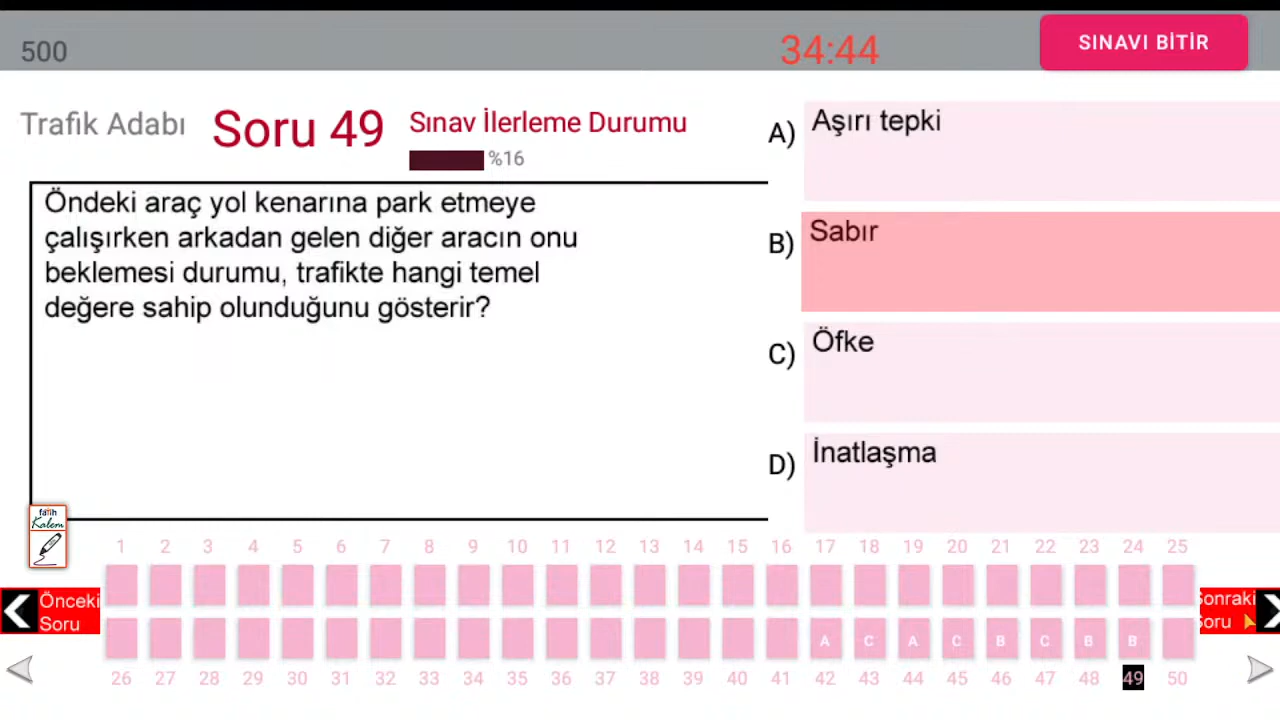 500
34:44
SINAVI BİTİR
Trafik Adabı
Soru 49
Sınav İlerleme Durumu
%16
Öndeki araç yol kenarına park etmeye
çalışırken arkadan gelen diğer aracın onu
beklemesi durumu, trafikte hangi temel
değere sahip olunduğunu gösterir?
A) Aşırı tepki
B) Sabır
C) Öfke
D) İnatlaşma
fatih
Kalem
1 2 3 4 5 6 7 8 9 10 11 12 13 14 15 16 17 18 19 20 21 22 23 24 25
Önceki
Soru
Sonraki
Soru
A C A C B C B B
26 27 28 29 30 31 32 33 34 35 36 37 38 39 40 41 42 43 44 45 46 47 48 49 50